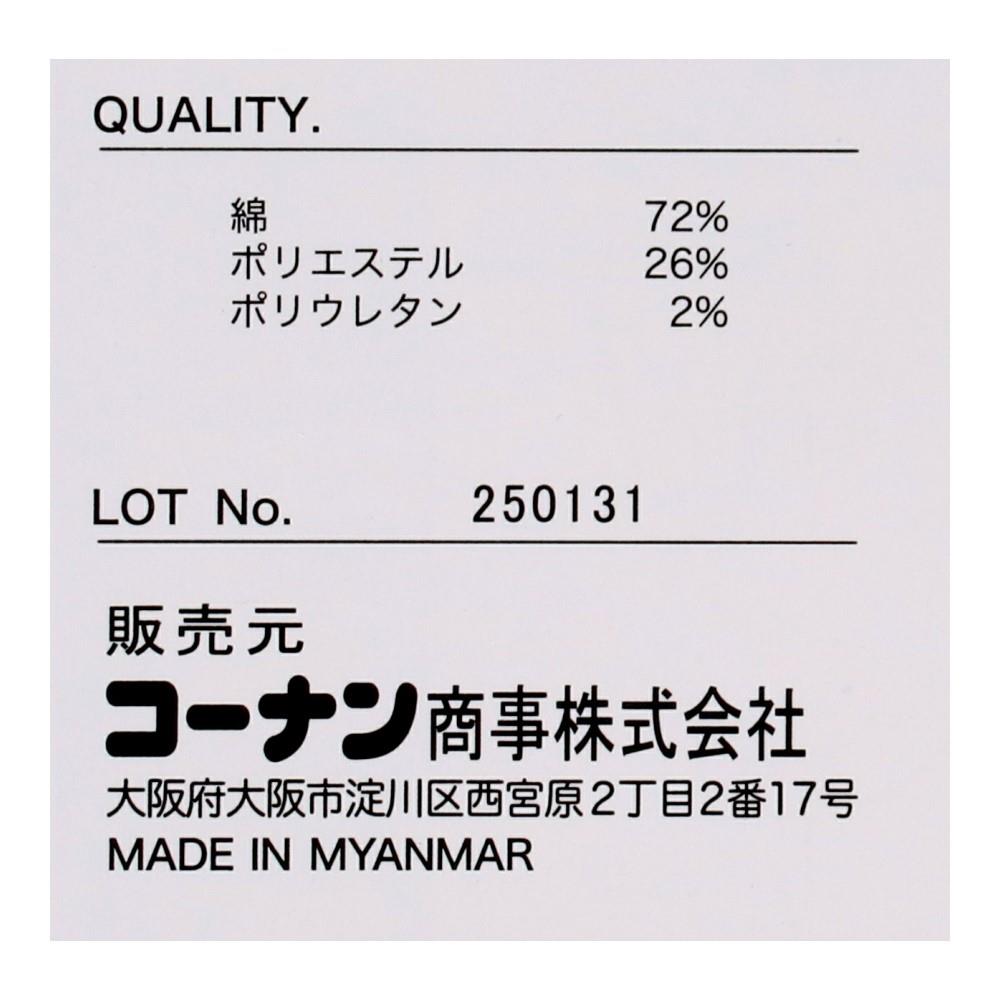 QUALITY.
綿 72%
ポリエステル 26%
ポリウレタン 2%
LOT No. 250131
販売元
コーナン商事株式会社
大阪府大阪市淀川区西宮原2丁目2番17号
MADE IN MYANMAR